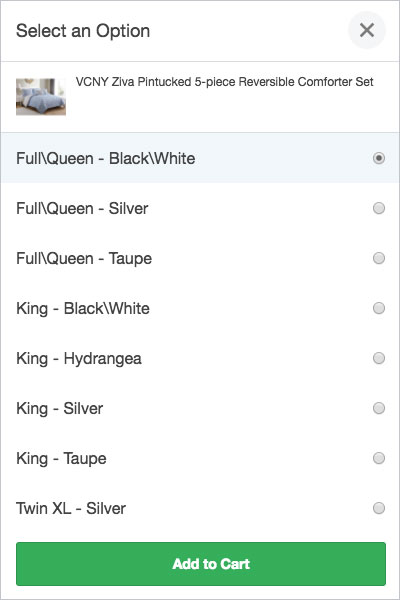 Select an Option
VCNY Ziva Pintucked 5-piece Reversible Comforter Set
Full\Queen - Black\White
Full\Queen - Silver
Full\Queen - Taupe
King - Black\White
King - Hydrangea
King - Silver
King - Taupe
Twin XL - Silver
Add to Cart